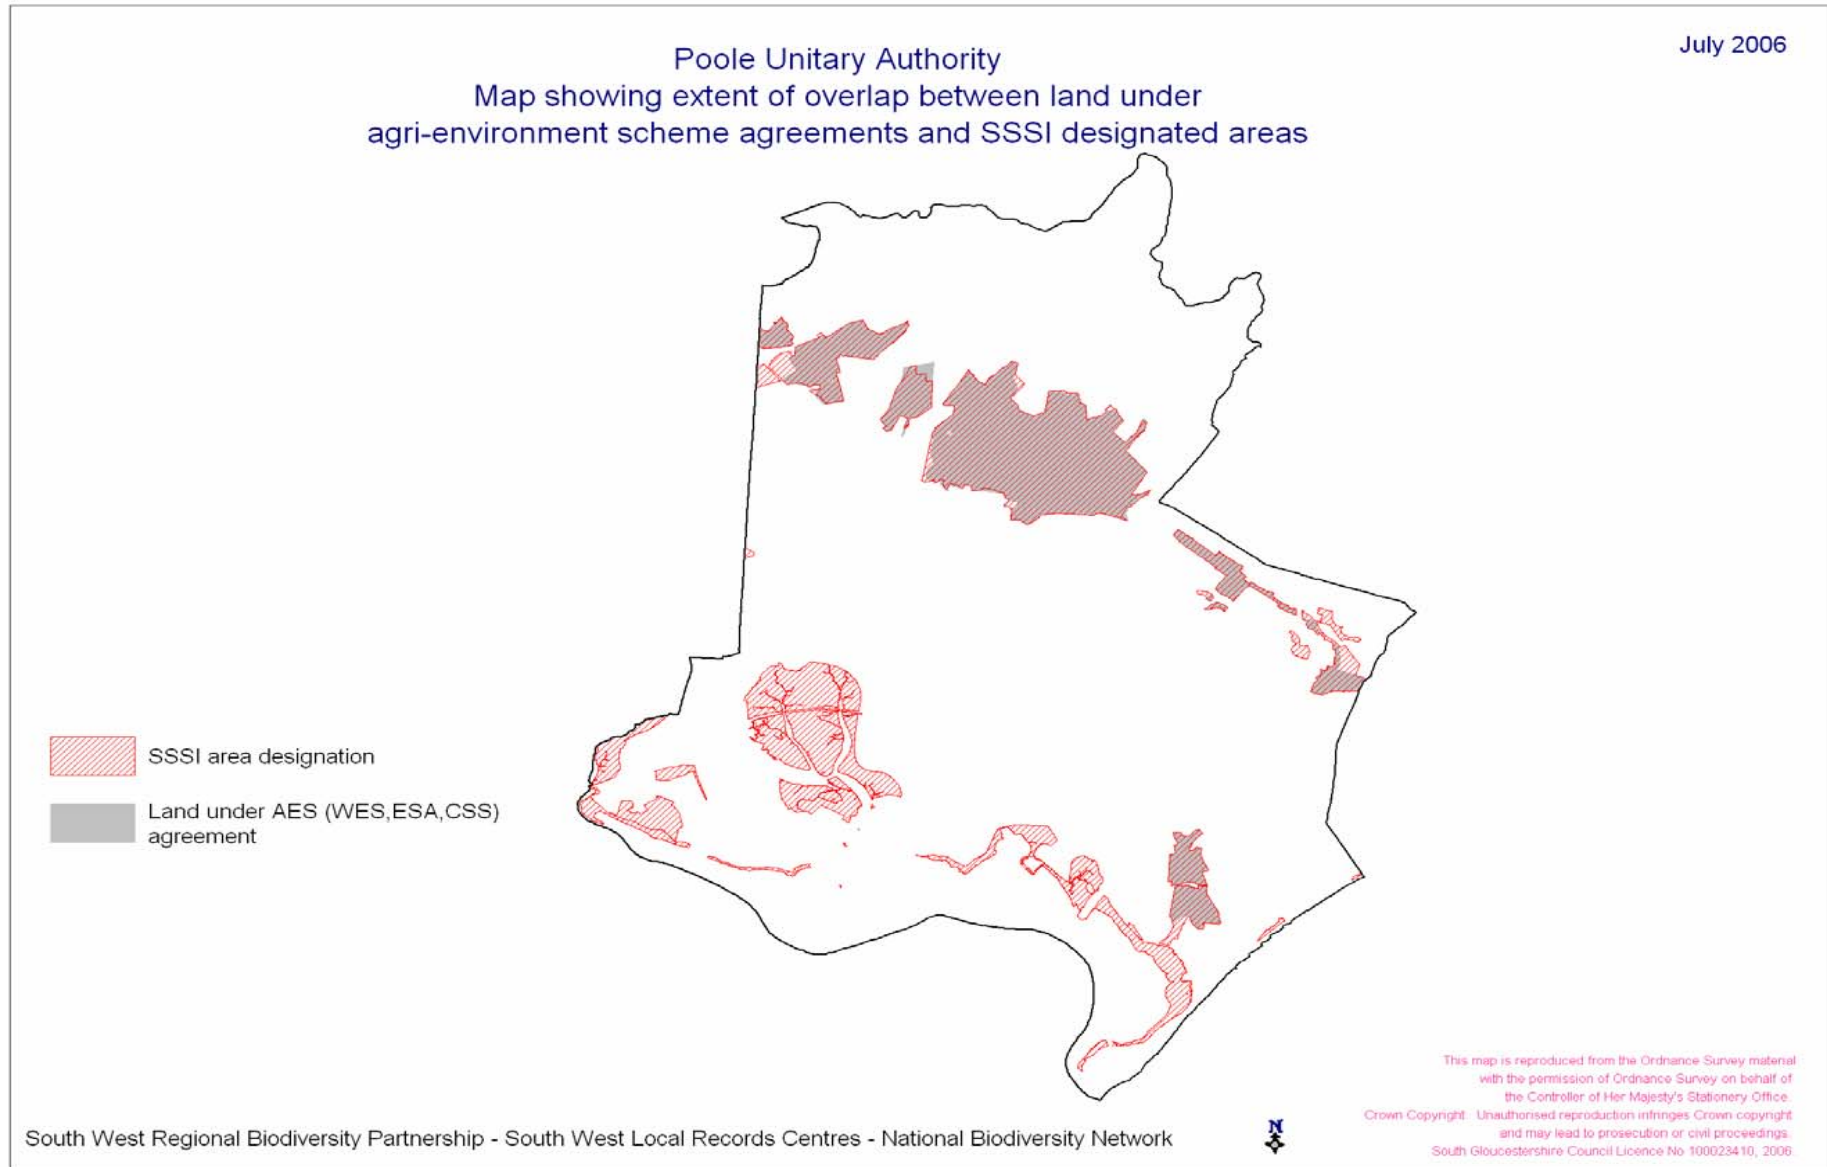 July 2006
Poole Unitary Authority
Map showing extent of overlap between land under
agri-environment scheme agreements and SSSI designated areas
SSSI area designation
Land under AES (WES,ESA,CSS)
agreement
This map is reproduced from the Ordnance Survey material
with the permission of Ordnance Survey on behalf of
the Controller of Her Majesty's Stationery Office.
Crown Copyright. Unauthorised reproduction infringes Crown copyright
and may lead to prosecution or civil proceedings.
South Gloucestershire Council Licence No 100023410, 2006.
South West Regional Biodiversity Partnership - South West Local Records Centres - National Biodiversity Network
N